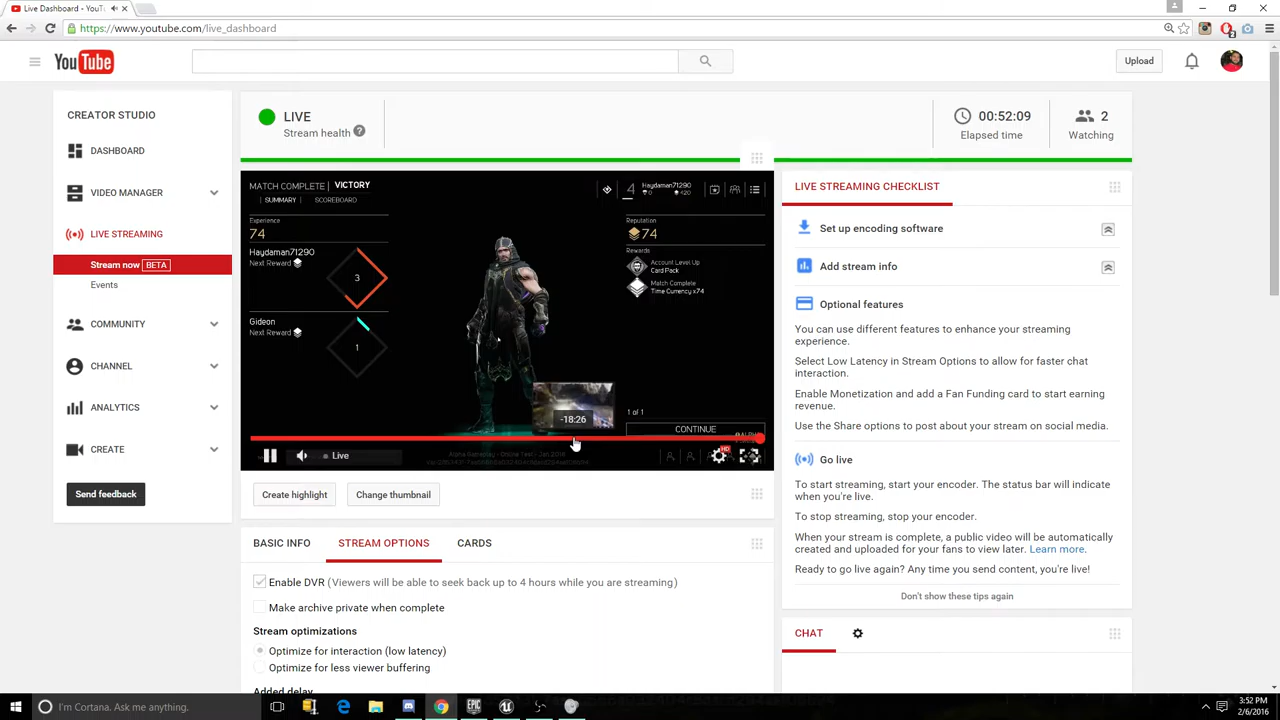 Live Dashboard - YouTu
https://www.youtube.com/live_dashboard
YouTube
Upload
CREATOR STUDIO
DASHBOARD
VIDEO MANAGER
LIVE STREAMING
Stream now BETA
Events
COMMUNITY
CHANNEL
ANALYTICS
CREATE
Send feedback
LIVE
Stream health ?
00:52:09
Elapsed time
2
Watching
MATCH COMPLETE | VICTORY
SUMMARY
SCOREBOARD
Experience
74
Haydaman71290
Next Reward
3
Gideon
Next Reward
1
4
Haydaman71290
Reputation
74
Rewards
Account Level Up
Card Pack
Match Complete
Time Currency x74
1 of 1
CONTINUE
-18:26
Live
HD
Create highlight
Change thumbnail
BASIC INFO
STREAM OPTIONS
CARDS
Enable DVR (Viewers will be able to seek back up to 4 hours while you are streaming)
Make archive private when complete
Stream optimizations
Optimize for interaction (low latency)
Optimize for less viewer buffering
Added delay
LIVE STREAMING CHECKLIST
Set up encoding software
Add stream info
Optional features
You can use different features to enhance your streaming
experience.
Select Low Latency in Stream Options to allow for faster chat
interaction.
Enable Monetization and add a Fan Funding card to start earning
revenue.
Use the Share options to post about your stream on social media.
Go live
To start streaming, start your encoder. The status bar will indicate
when you're live.
To stop streaming, stop your encoder.
When your stream is complete, a public video will be automatically
created and uploaded for your fans to view later. Learn more.
Ready to go live again? Any time you send content, you're live!
Don't show these tips again
CHAT
I'm Cortana. Ask me anything.
3:52 PM
2/6/2016